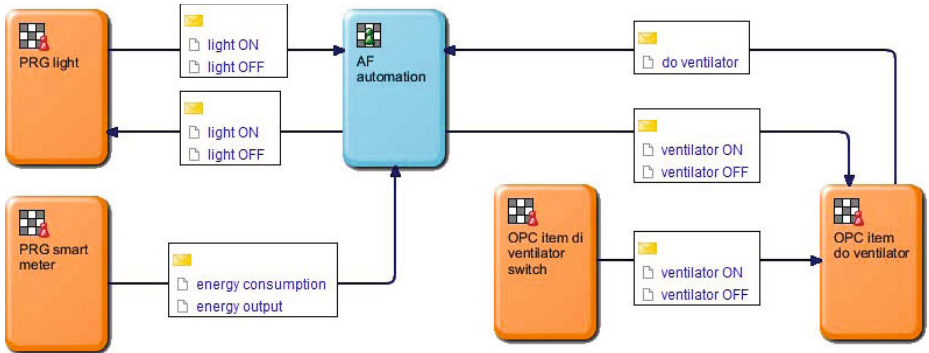 PRG light
light ON
light OFF
AF
automation
do ventilator
light ON
light OFF
ventilator ON
ventilator OFF
PRG smart
meter
energy consumption
energy output
OPC item di
ventilator
switch
ventilator ON
ventilator OFF
OPC item
do ventilator